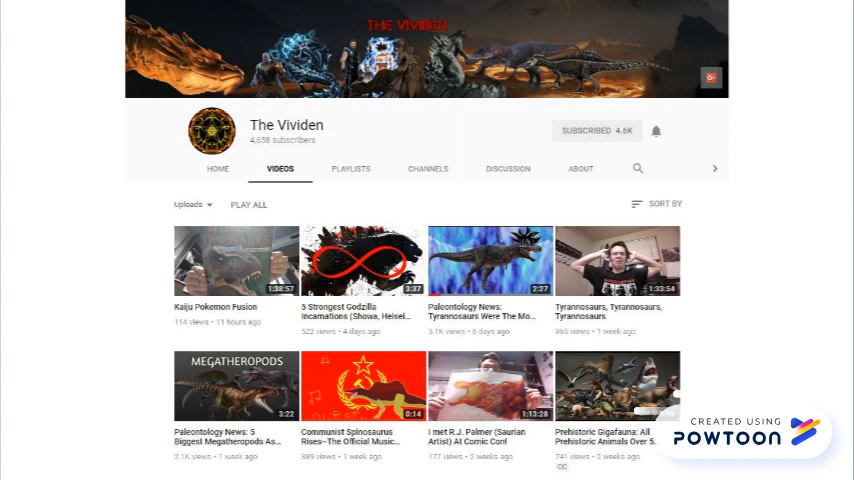 THE VIVIDEN
G+
The Vividen
4,658 subscribers
SUBSCRIBED 4.6K
HOME VIDEOS PLAYLISTS CHANNELS DISCUSSION ABOUT
Uploads PLAY ALL SORT BY
1:38:57 3:37 2:27 1:33:54
Kaiju Pokemon Fusion
114 views • 11 hours ago
5 Strongest Godzilla
Incarnations (Showa, Heisei...
522 views • 4 days ago
Paleontology News:
Tyrannosaurs Were The Mo...
5.1K views • 6 days ago
Tyrannosaurs, Tyrannosaurs,
Tyrannosaurs
365 views • 1 week ago
MEGATHEROPODS
3:22 0:14 1:13:28
Paleontology News: 5
Biggest Megatheropods As...
2.1K views • 1 week ago
Communist Spinosaurus
Rises—The Official Music...
389 views • 1 week ago
I met R.J. Palmer (Saurian
Artist) At Comic Con!
177 views • 2 weeks ago
Prehistoric Gigafauna: All
Prehistoric Animals Over 5.
741 views • 2 weeks ago
CC
CREATED USING
POWTOON